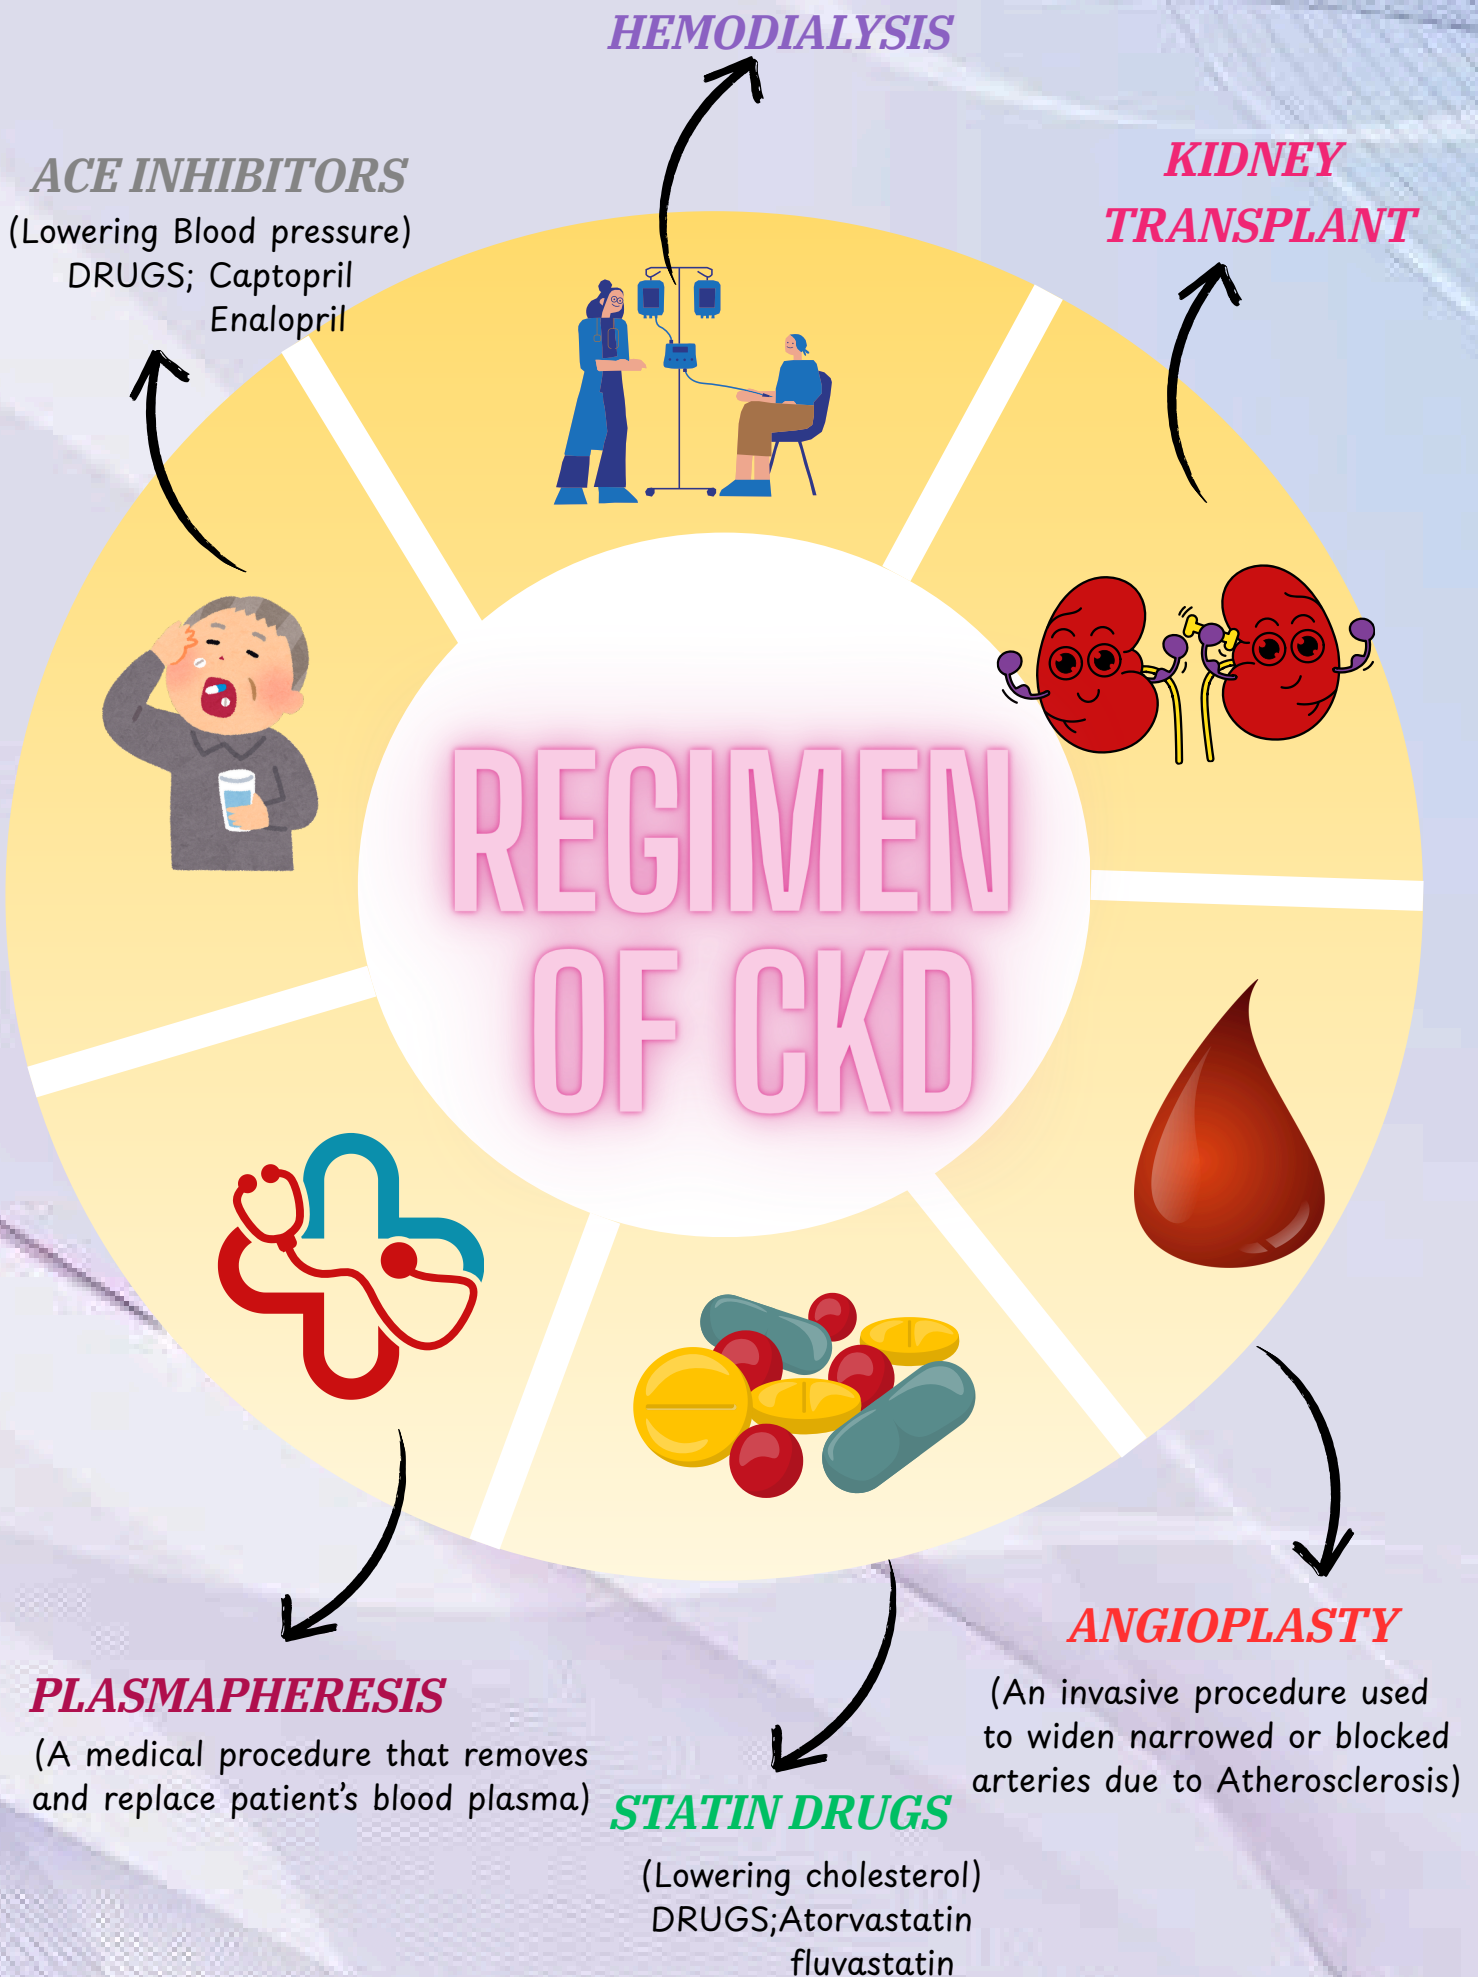 HEMODIALYSIS
ACE INHIBITORS
(Lowering Blood pressure)
DRUGS; Captopril
Enalopril
KIDNEY
TRANSPLANT
REGIMEN
OF CKD
ANGIOPLASTY
(An invasive procedure used
to widen narrowed or blocked
arteries due to Atherosclerosis)
PLASMAPHERESIS
(A medical procedure that removes
and replace patient's blood plasma)
STATIN DRUGS
(Lowering cholesterol)
DRUGS;Atorvastatin
fluvastatin